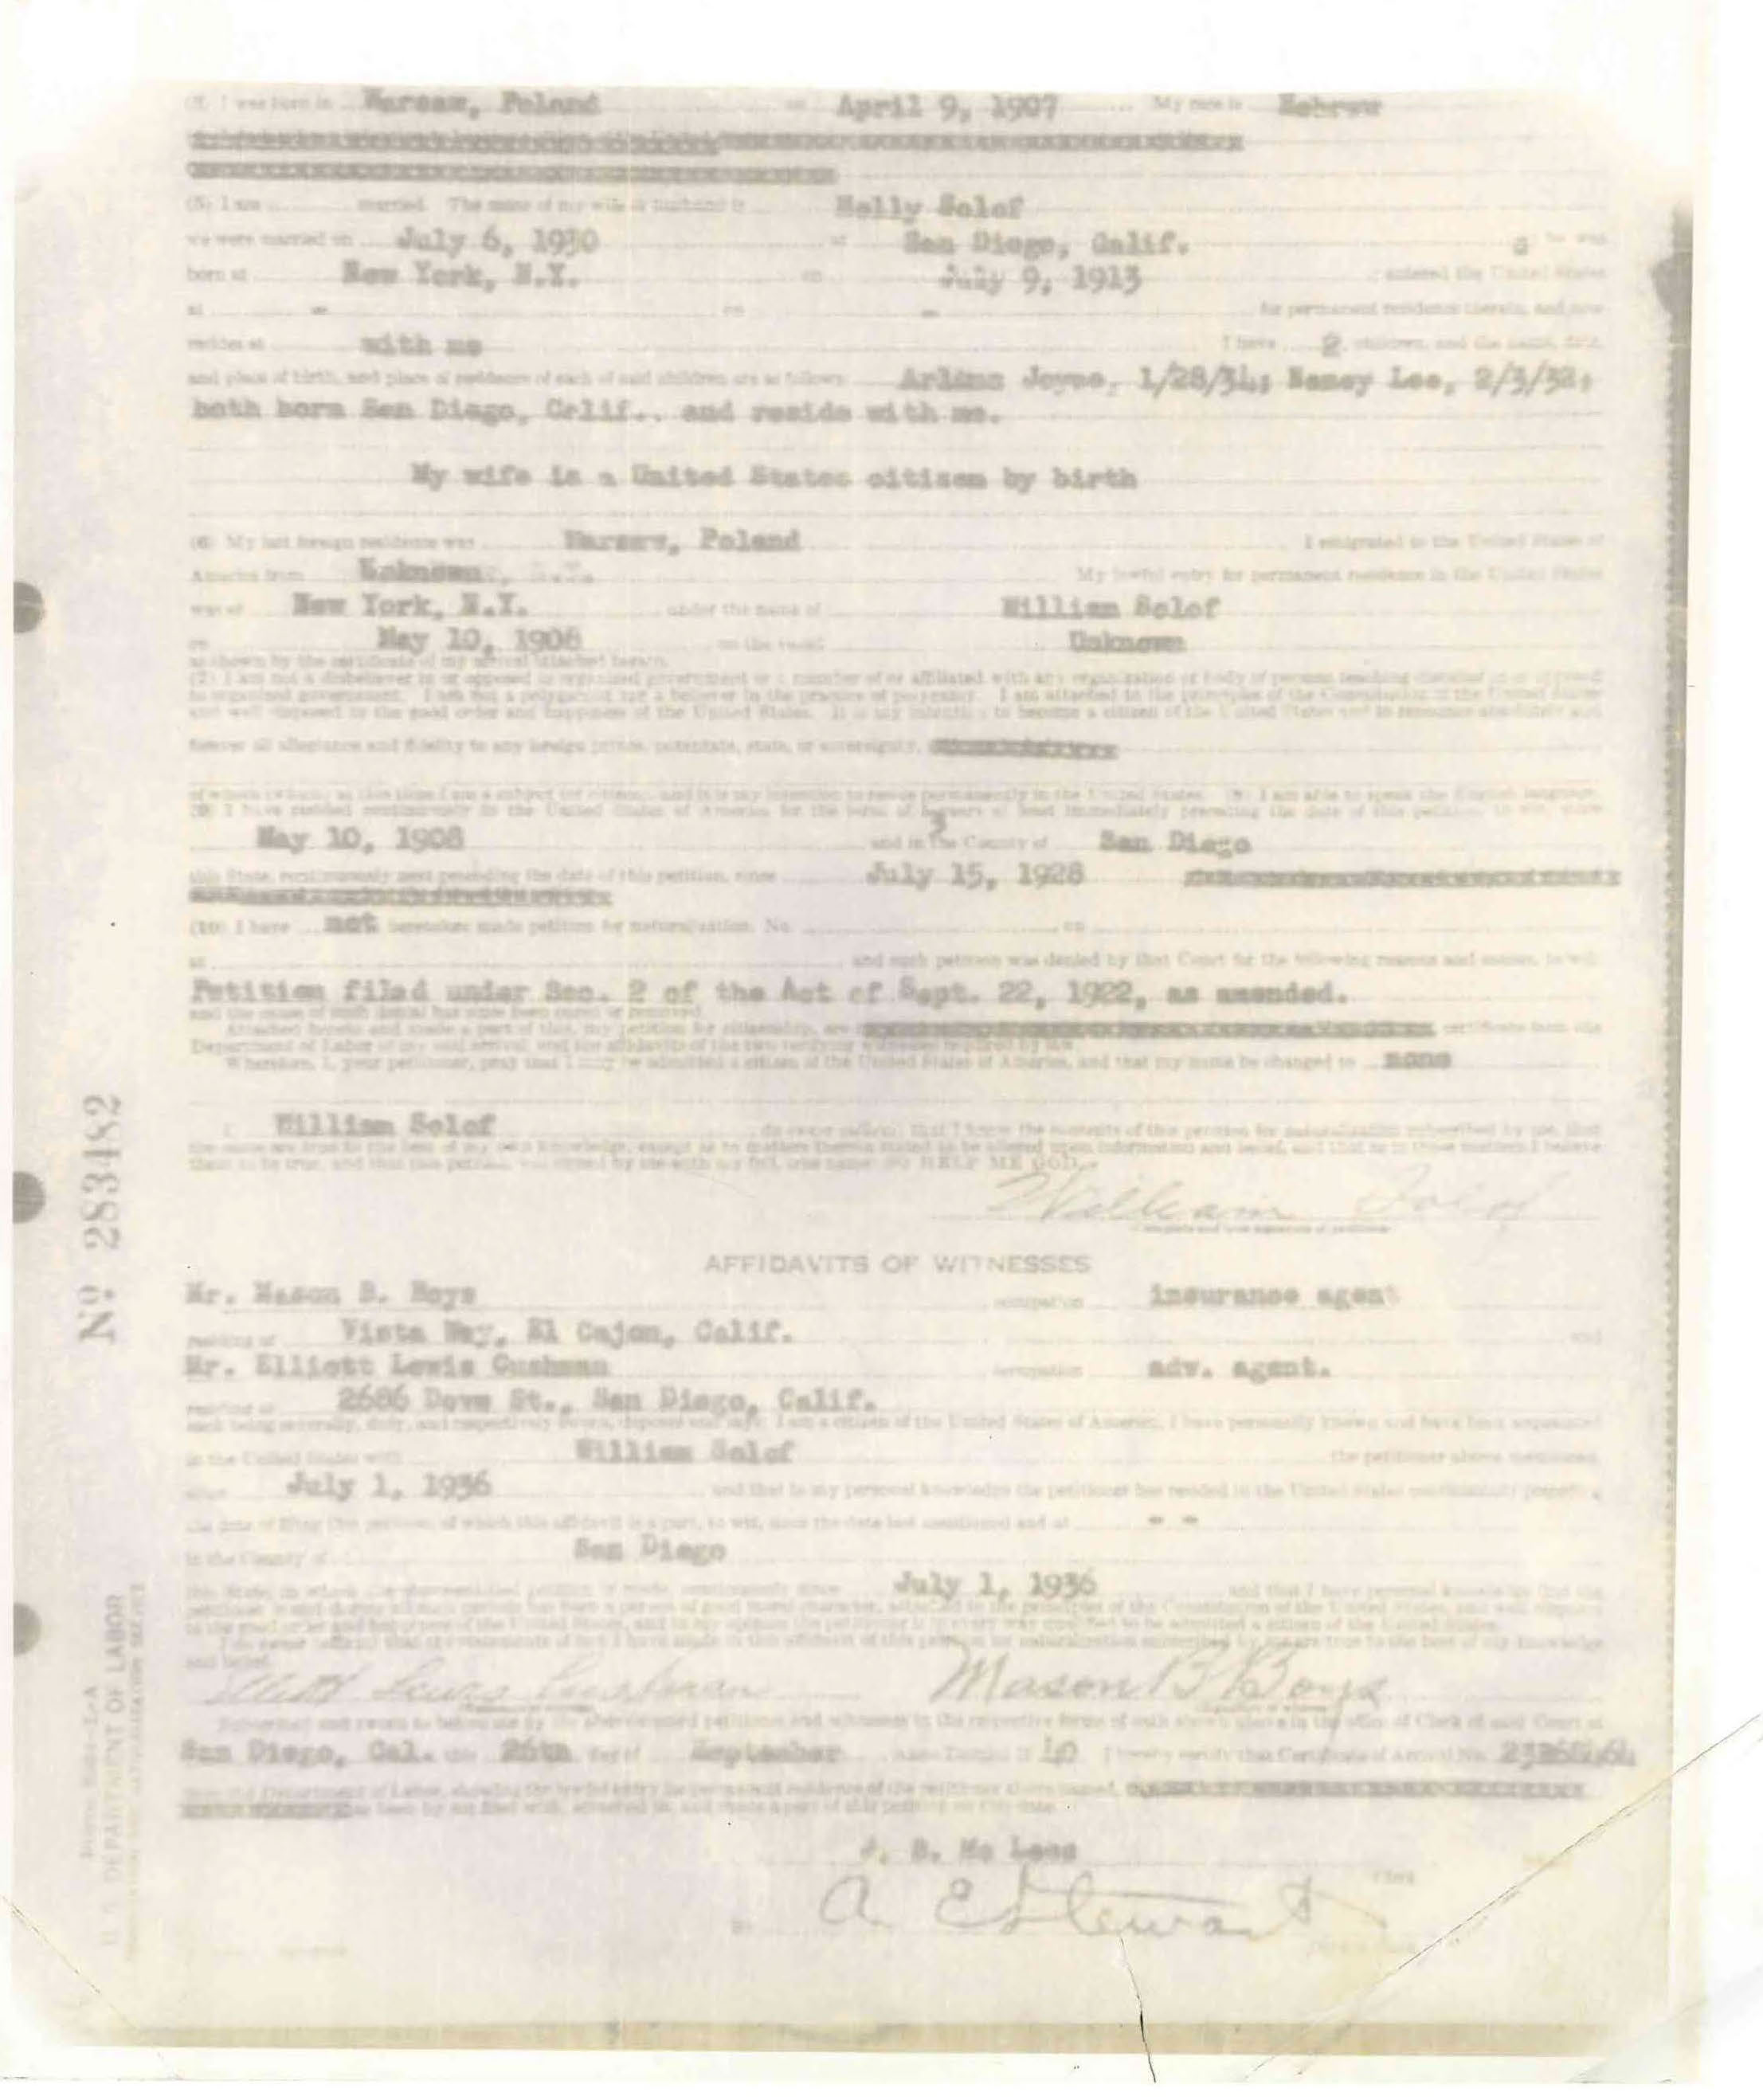 I was born in Warsaw, Poland on April 9, 1907 My race is Hebrew
(5) I am married. The name of my wife or husband is Solof
we were married on July 6, 1930 at San Diego, Calif. he was
born at New York, N.Y. on July 9, 1913 entered the United States
at - on - for permanent residence therein, and now
resides at with me I have 2 children, and the name, date,
and place of birth, and place of residence of each of said children are as follows Joyce, 1/28/34; Nancy Lee, 2/3/32;
both born San Diego, Calif.. and reside with me.
My wife is a United States citizen by birth
(6) My last foreign residence was Warsaw, Poland I emigrated to the United States of
America from Unknown My lawful entry for permanent residence in the United States
was at New York, N.Y. under the name of William Solof
on May 10, 1908 on the vessel Unknown
as shown by the certificate of my arrival attached hereto.
(7) I am not a disbeliever in or opposed to organized government or a member of or affiliated with any organization or body of persons teaching disbelief in or opposed
to organized government. I am not a polygamist nor a believer in the practice of polygamy. I am attached to the principles of the Constitution of the United States
and well disposed to the good order and happiness of the United States. It is my intention to become a citizen of the United States and to renounce absolutely and
forever all allegiance and fidelity to any foreign prince, potentate, state, or sovereignty,
of whom (which) at this time I am a subject (or citizen), and it is my intention to reside permanently in the United States. (8) I am able to speak the English language.
(9) I have resided continuously in the United States of America for the term of 3 years at least immediately preceding the date of this petition, to wit, since
May 10, 1908 and in the County of San Diego
this State, continuously next preceding the date of this petition, since July 15, 1928
(10) I have not heretofore made petition for naturalization. No. on
at and such petition was denied by that Court for the following reasons and causes, to wit:
Petition filed under Sec. 2 of the Act of Sept. 22, 1922, as amended.
and the cause of such denial has since been cured or removed.
Attached hereto and made a part of this, my petition for citizenship, are certificate from the
Department of Labor of my said arrival and the affidavits of the two verifying witnesses required by law.
Wherefore, I, your petitioner, pray that I may be admitted a citizen of the United States of America, and that my name be changed to none
I William Solof do swear (affirm) that I know the contents of this petition for naturalization subscribed by me, that
the same are true to the best of my own knowledge, except as to matters therein stated to be alleged upon information and belief, and that as to those matters I believe
them to be true, and that this petition was signed by me with my full, true name: SO HELP ME GOD.
William Solof
AFFIDAVITS OF WITNESSES
Mr. Mason B. Boys occupation insurance agent
residing at Vista Way, El Cajon, Calif. and
Mr. Elliott Lewis Cushman occupation adv. agent.
residing at 2686 Dove St., San Diego, Calif.
each being severally, duly, and respectively sworn, deposes and says: I am a citizen of the United States of America, I have personally known and have been acquainted
in the United States with William Solof the petitioner above mentioned,
since July 1, 1936 and that to my personal knowledge the petitioner has resided in the United States continuously preceding
the date of filing this petition, of which this affidavit is a part, to wit, since the date last mentioned and at - -
in the County of San Diego
this State, in which the above-entitled petition is made, continuously since July 1, 1936 and that I have personal knowledge that the
petitioner is and during all such periods has been a person of good moral character, attached to the principles of the Constitution of the United States, and well disposed
to the good order and happiness of the United States, and in my opinion the petitioner is in every way qualified to be admitted a citizen of the United States.
I do swear (affirm) that the statements of fact I have made in this affidavit of this petition for naturalization subscribed by me are true to the best of my knowledge
and belief.
Elliott Lewis Cushman Mason B Boys
Subscribed and sworn to before me by the above-named petitioner and witnesses in the respective forms of oath shown above in the office of Clerk of said Court at
San Diego, Cal. this 26th day of September Anno Domini 19 40 I hereby certify that Certificate of Arrival No.
from the Department of Labor, showing the lawful entry for permanent residence of the petitioner above named,
has been by me filed with, attached to, and made a part of this petition on this date.
Clerk
A E Stewart
Nº 283482
U. S. DEPARTMENT OF LABOR